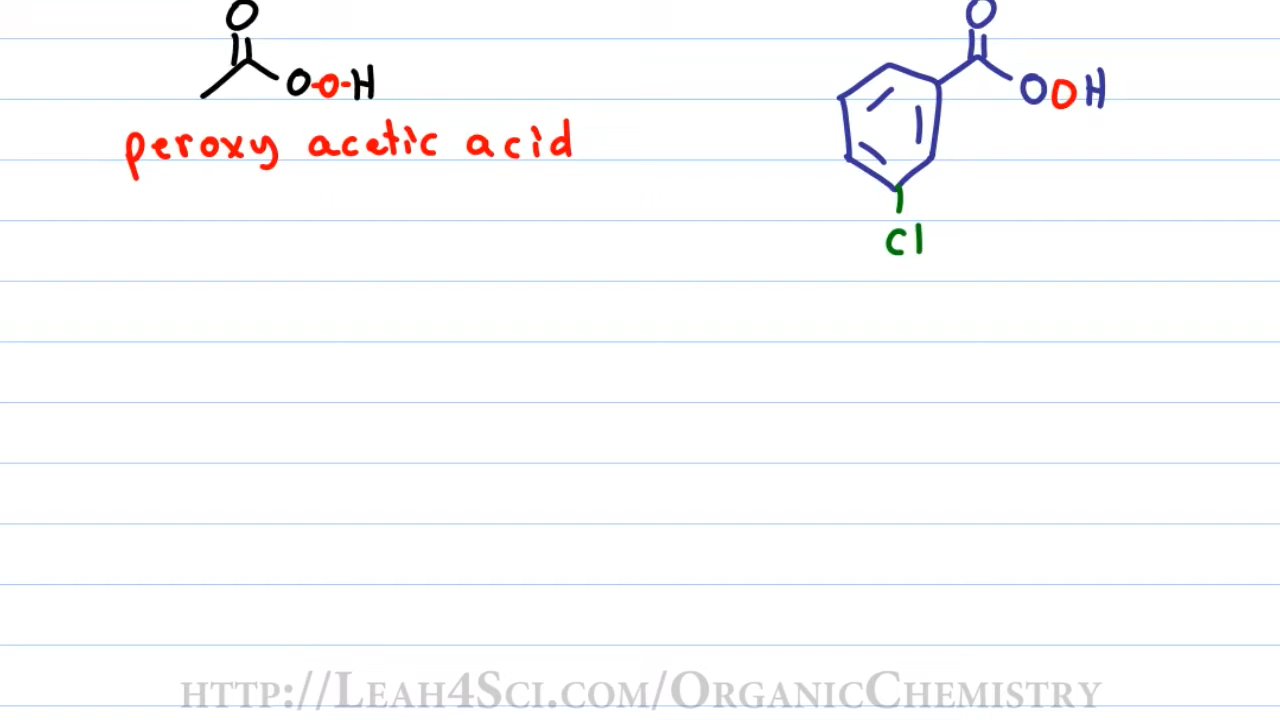 O
O-O-H
peroxy acetic acid
O
OOH
Cl
HTTP://LEAH4SCI.COM/ORGANICCHEMISTRY